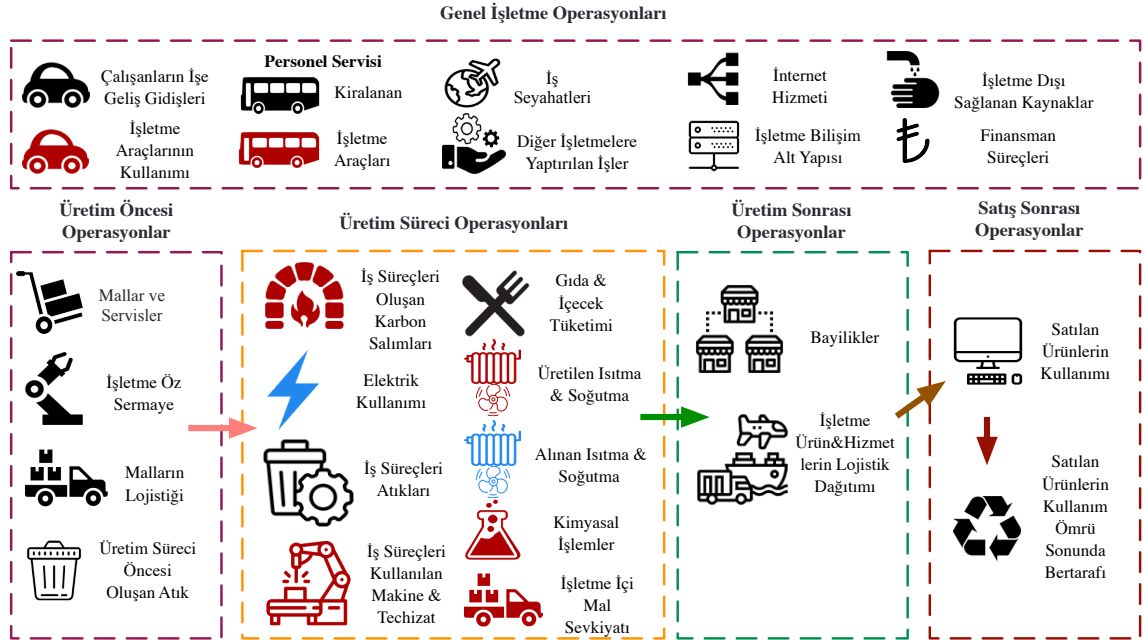 Genel İşletme Operasyonları
Çalışanların İşe
Geliş Gidişleri
Personel Servisi
Kiralanan
İş
Seyahatleri
İnternet
Hizmeti
İşletme Dışı
Sağlanan Kaynaklar
İşletme
Araçlarının
Kullanımı
İşletme
Araçları
Diğer İşletmelere
Yaptırılan İşler
İşletme Bilişim
Alt Yapısı
Finansman
Süreçleri
Üretim Öncesi
Operasyonlar
Mallar ve
Servisler
İşletme Öz
Sermaye
Malların
Lojistiği
Üretim Süreci
Öncesi
Oluşan Atık
Üretim Süreci Operasyonları
İş Süreçleri
Oluşan
Karbon
Salımları
Elektrik
Kullanımı
İş Süreçleri
Atıkları
İş Süreçleri
Kullanılan
Makine &
Techizat
Gıda &
İçecek
Tüketimi
Üretilen Isıtma
& Soğutma
Alınan Isıtma &
Soğutma
Kimyasal
İşlemler
İşletme İçi
Mal
Sevkiyatı
Üretim Sonrası
Operasyonlar
Bayilikler
İşletme
Ürün&Hizmet
lerin Lojistik
Dağıtımı
Satış Sonrası
Operasyonlar
Satılan
Ürünlerin
Kullanımı
Satılan
Ürünlerin
Kullanım
Ömrü
Sonunda
Bertarafı